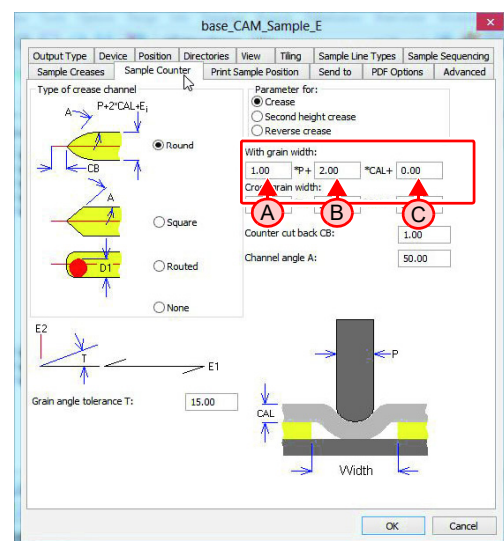 base_CAM_Sample_E
Output Type Device Position Directories View Tiling Sample Line Types Sample Sequencing
Sample Creases Sample Counter Print Sample Position Send to PDF Options Advanced
Type of crease channel
P+2*CAL+Ei
A
CB
Round
A
Square
D1
Routed
None
Parameter for:
Crease
Second height crease
Reverse crease
With grain width:
1.00 *P+ 2.00 *CAL+ 0.00
Cross grain width:
A B C
Counter cut back CB: 1.00
Channel angle A: 50.00
E2
T
E1
Grain angle tolerance T: 15.00
P
CAL
Width
OK Cancel